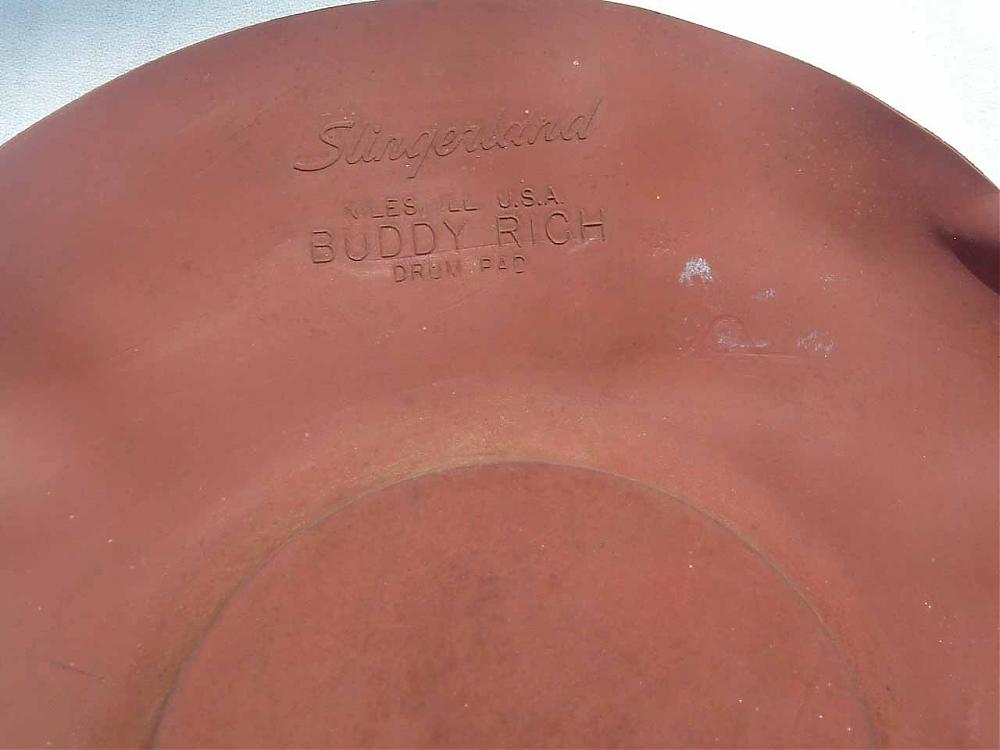 Slingerland
NILES, ILL U.S.A.
BUDDY RICH
DRUM PAD